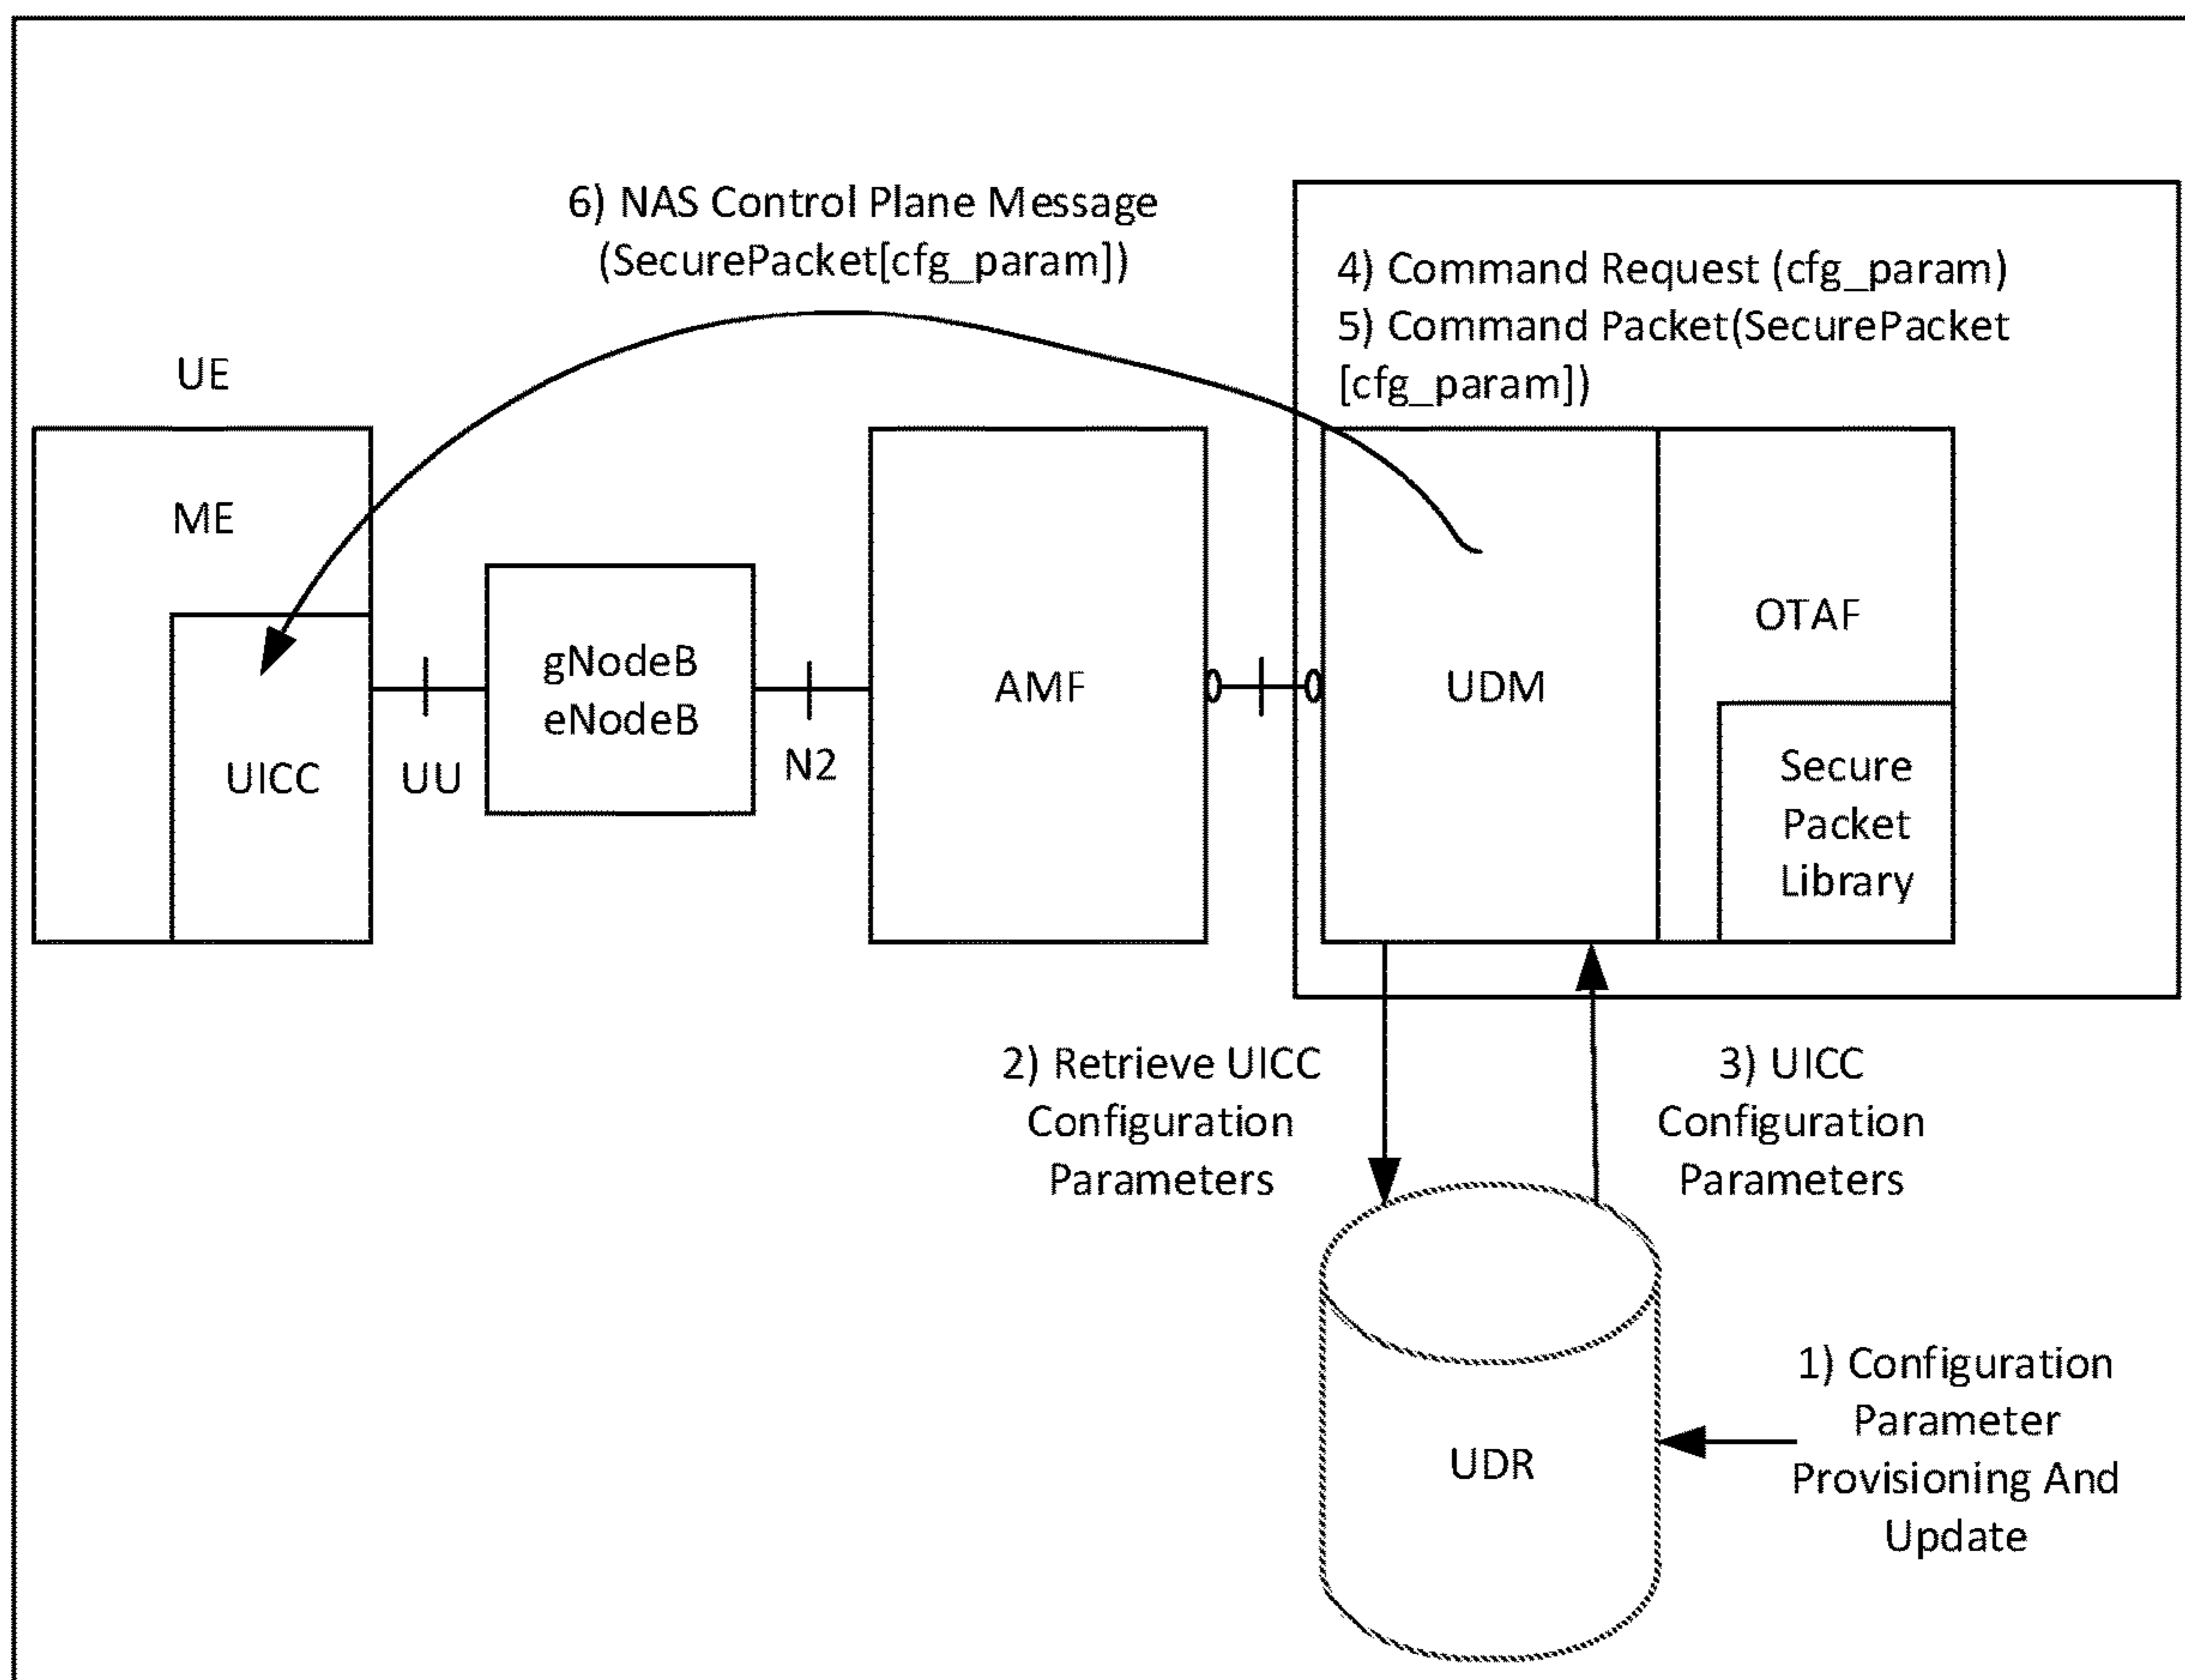 6) NAS Control Plane Message
(SecurePacket[cfg_param])
4) Command Request (cfg_param)
5) Command Packet(SecurePacket
[cfg_param])
UE
ME
UICC
UU
gNodeB
eNodeB
N2
AMF
UDM
OTAF
Secure
Packet
Library
2) Retrieve UICC
Configuration
Parameters
3) UICC
Configuration
Parameters
UDR
1) Configuration
Parameter
Provisioning And
Update